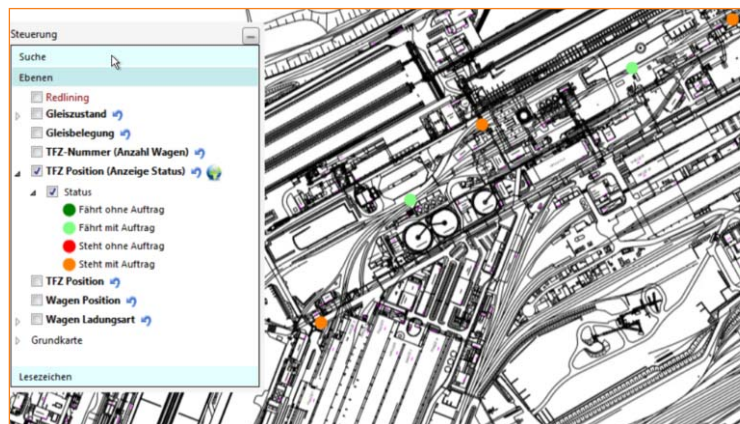 Steuerung
Suche
Ebenen
Redlining
Gleiszustand
Gleisbelegung
TFZ-Nummer (Anzahl Wagen)
TFZ Position (Anzeige Status)
Status
Fährt ohne Auftrag
Fährt mit Auftrag
Steht ohne Auftrag
Steht mit Auftrag
TFZ Position
Wagen Position
Wagen Ladungsart
Grundkarte
Lesezeichen